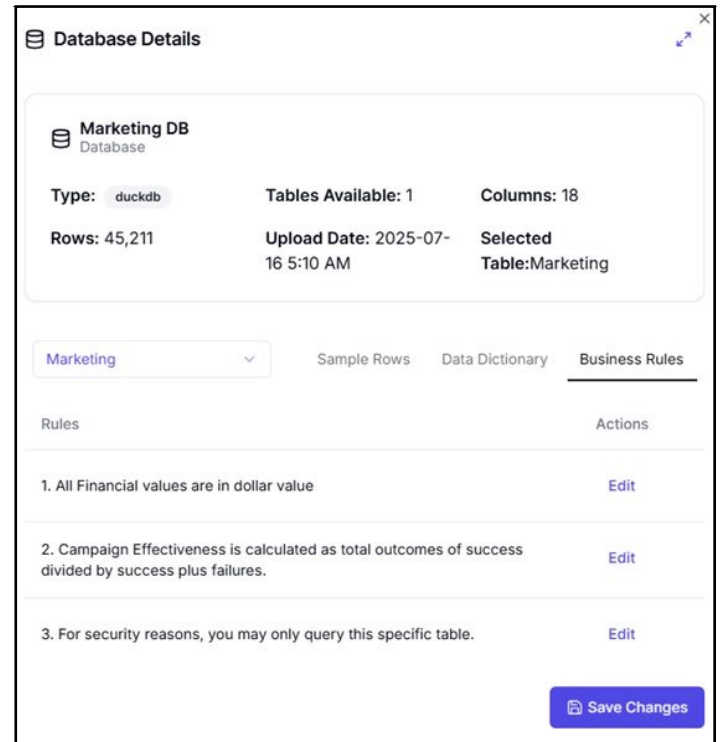 Database Details
Marketing DB
Database
Type: duckdb
Tables Available: 1
Columns: 18
Rows: 45,211
Upload Date: 2025-07-
16 5:10 AM
Selected
Table:Marketing
Marketing
Sample Rows
Data Dictionary
Business Rules
Rules
Actions
1. All Financial values are in dollar value
Edit
2. Campaign Effectiveness is calculated as total outcomes of success
divided by success plus failures.
Edit
3. For security reasons, you may only query this specific table.
Edit
Save Changes